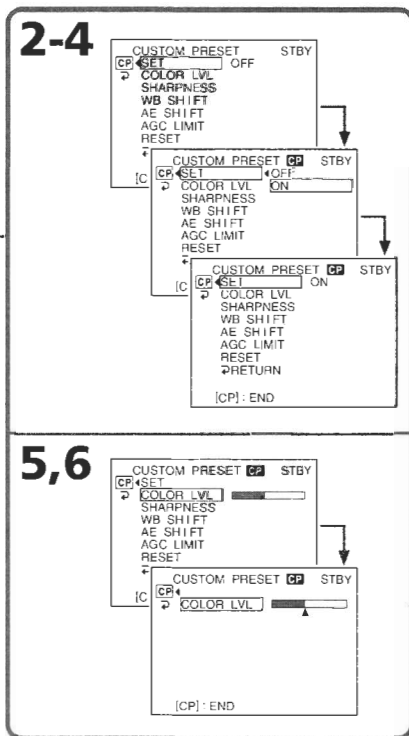 2-4
CUSTOM PRESET STBY
CP SET OFF
COLOR LVL
SHARPNESS
WB SHIFT
AE SHIFT
AGC LIMIT
RESET
[C
CUSTOM PRESET CP STBY
CP SET OFF
COLOR LVL ON
SHARPNESS
WB SHIFT
AE SHIFT
AGC LIMIT
RESET
[C
CUSTOM PRESET CP STBY
CP SET ON
COLOR LVL
SHARPNESS
WB SHIFT
AE SHIFT
AGC LIMIT
RESET
RETURN
[CP] : END
5,6
CUSTOM PRESET CP STBY
CP SET
COLOR LVL
SHARPNESS
WB SHIFT
AE SHIFT
AGC LIMIT
RESET
[C
CUSTOM PRESET CP STBY
CP
COLOR LVL
[CP] : END